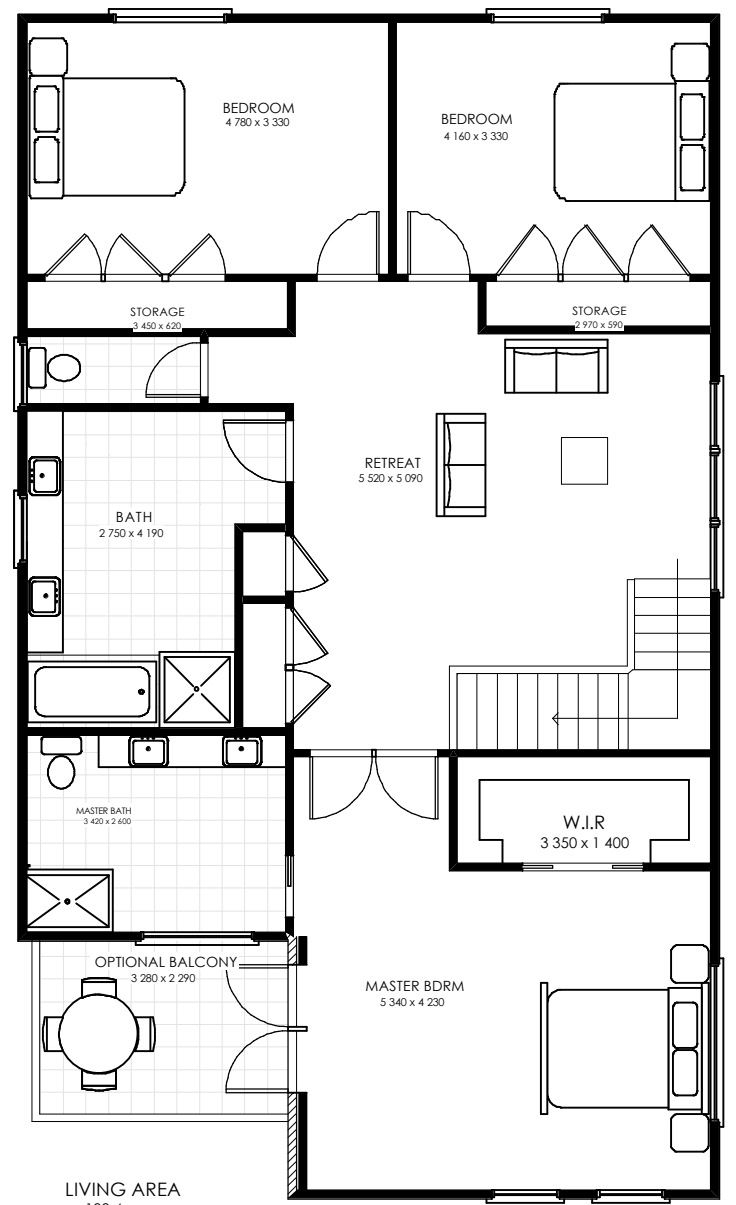 BEDROOM
4 780 x 3 330
BEDROOM
4 160 x 3 330
STORAGE
3 450 x 620
STORAGE
2 970 x 590
RETREAT
5 520 x 5 090
BATH
2 750 x 4 190
MASTER BATH
3 420 x 2 600
W.I.R
3 350 x 1 400
OPTIONAL BALCONY
3 280 x 2 290
MASTER BDRM
5 340 x 4 230
LIVING AREA